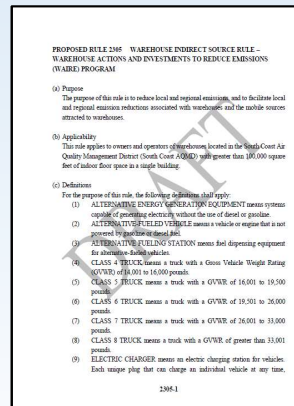 PROPOSED RULE 2305 WAREHOUSE INDIRECT SOURCE RULE –
WAREHOUSE ACTIONS AND INVESTMENTS TO REDUCE EMISSIONS
(WAIRE) PROGRAM
(a) Purpose
The purpose of this rule is to reduce local and regional emissions, and to facilitate local
and regional emission reductions associated with warehouses and the mobile sources
attracted to warehouses.
(b) Applicability
This rule applies to owners and operators of warehouses located in the South Coast Air
Quality Management District (South Coast AQMD) with greater than 100,000 square
feet of indoor floor space in a single building.
(c) Definitions
For the purpose of this rule, the following definitions shall apply:
(1) ALTERNATIVE ENERGY GENERATION EQUIPMENT means systems
capable of generating electricity without the use of diesel or gasoline.
(2) ALTERNATIVE-FUELED VEHICLE means a vehicle or engine that is not
powered by gasoline or diesel fuel.
(3) ALTERNATIVE FUELING STATION means fuel dispensing equipment
for alternative-fueled vehicles.
(4) CLASS 4 TRUCK means a truck with a Gross Vehicle Weight Rating
(GVWR) of 14,001 to 16,000 pounds.
(5) CLASS 5 TRUCK means a truck with a GVWR of 16,001 to 19,500
pounds.
(6) CLASS 6 TRUCK means a truck with a GVWR of 19,501 to 26,000
pounds.
(7) CLASS 7 TRUCK means a truck with a GVWR of 26,001 to 33,000
pounds.
(8) CLASS 8 TRUCK means a truck with a GVWR of greater than 33,001
pounds.
(9) ELECTRIC CHARGER means an electric charging station for vehicles.
Each unique plug that can charge an individual vehicle at any time,
2305-1
DRAFT